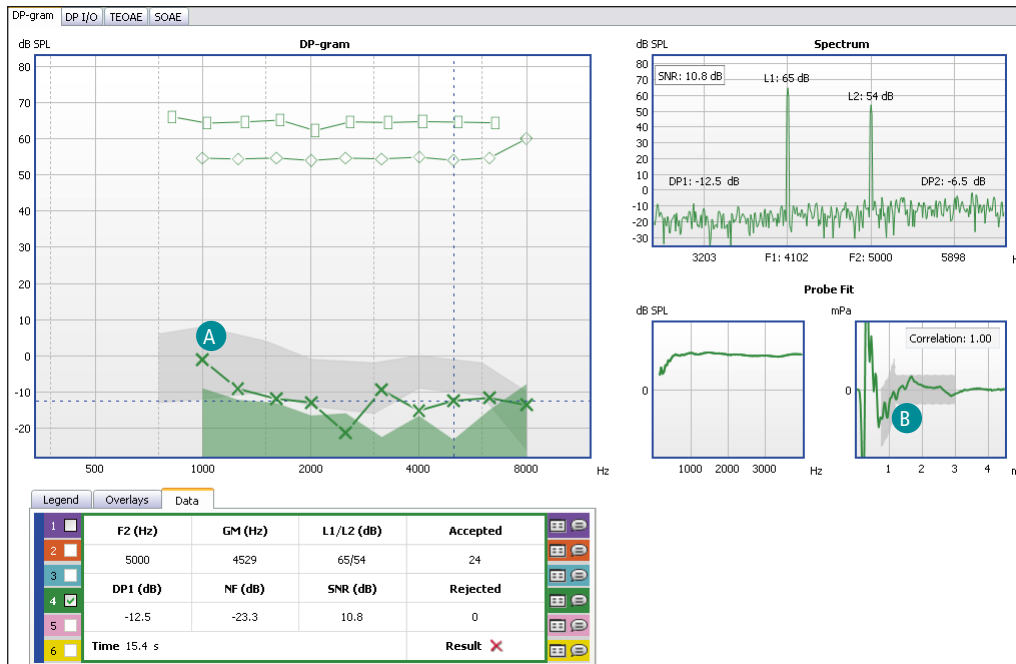 DP-gram DP I/O TEOAE SOAE
dB SPL DP-gram
80
70
60
50
40
30
20
10
0
-10
-20
500 1000 2000 4000 8000 Hz
A
dB SPL Spectrum
80
70
60
50
40
30
20
10
0
-10
-20
-30
SNR: 10.8 dB
L1: 65 dB
L2: 54 dB
DP1: -12.5 dB
DP2: -6.5 dB
3203 F1: 4102 F2: 5000 5898
Probe Fit
dB SPL
0
1000 2000 3000 Hz
mPa
Correlation: 1.00
0
B
1 2 3 4
Legend Overlays Data
1
2
3
4
5
6
F2 (Hz) GM (Hz) L1/L2 (dB) Accepted
5000 4529 65/54 24
DP1 (dB) NF (dB) SNR (dB) Rejected
-12.5 -23.3 10.8 0
Time 15.4 s Result